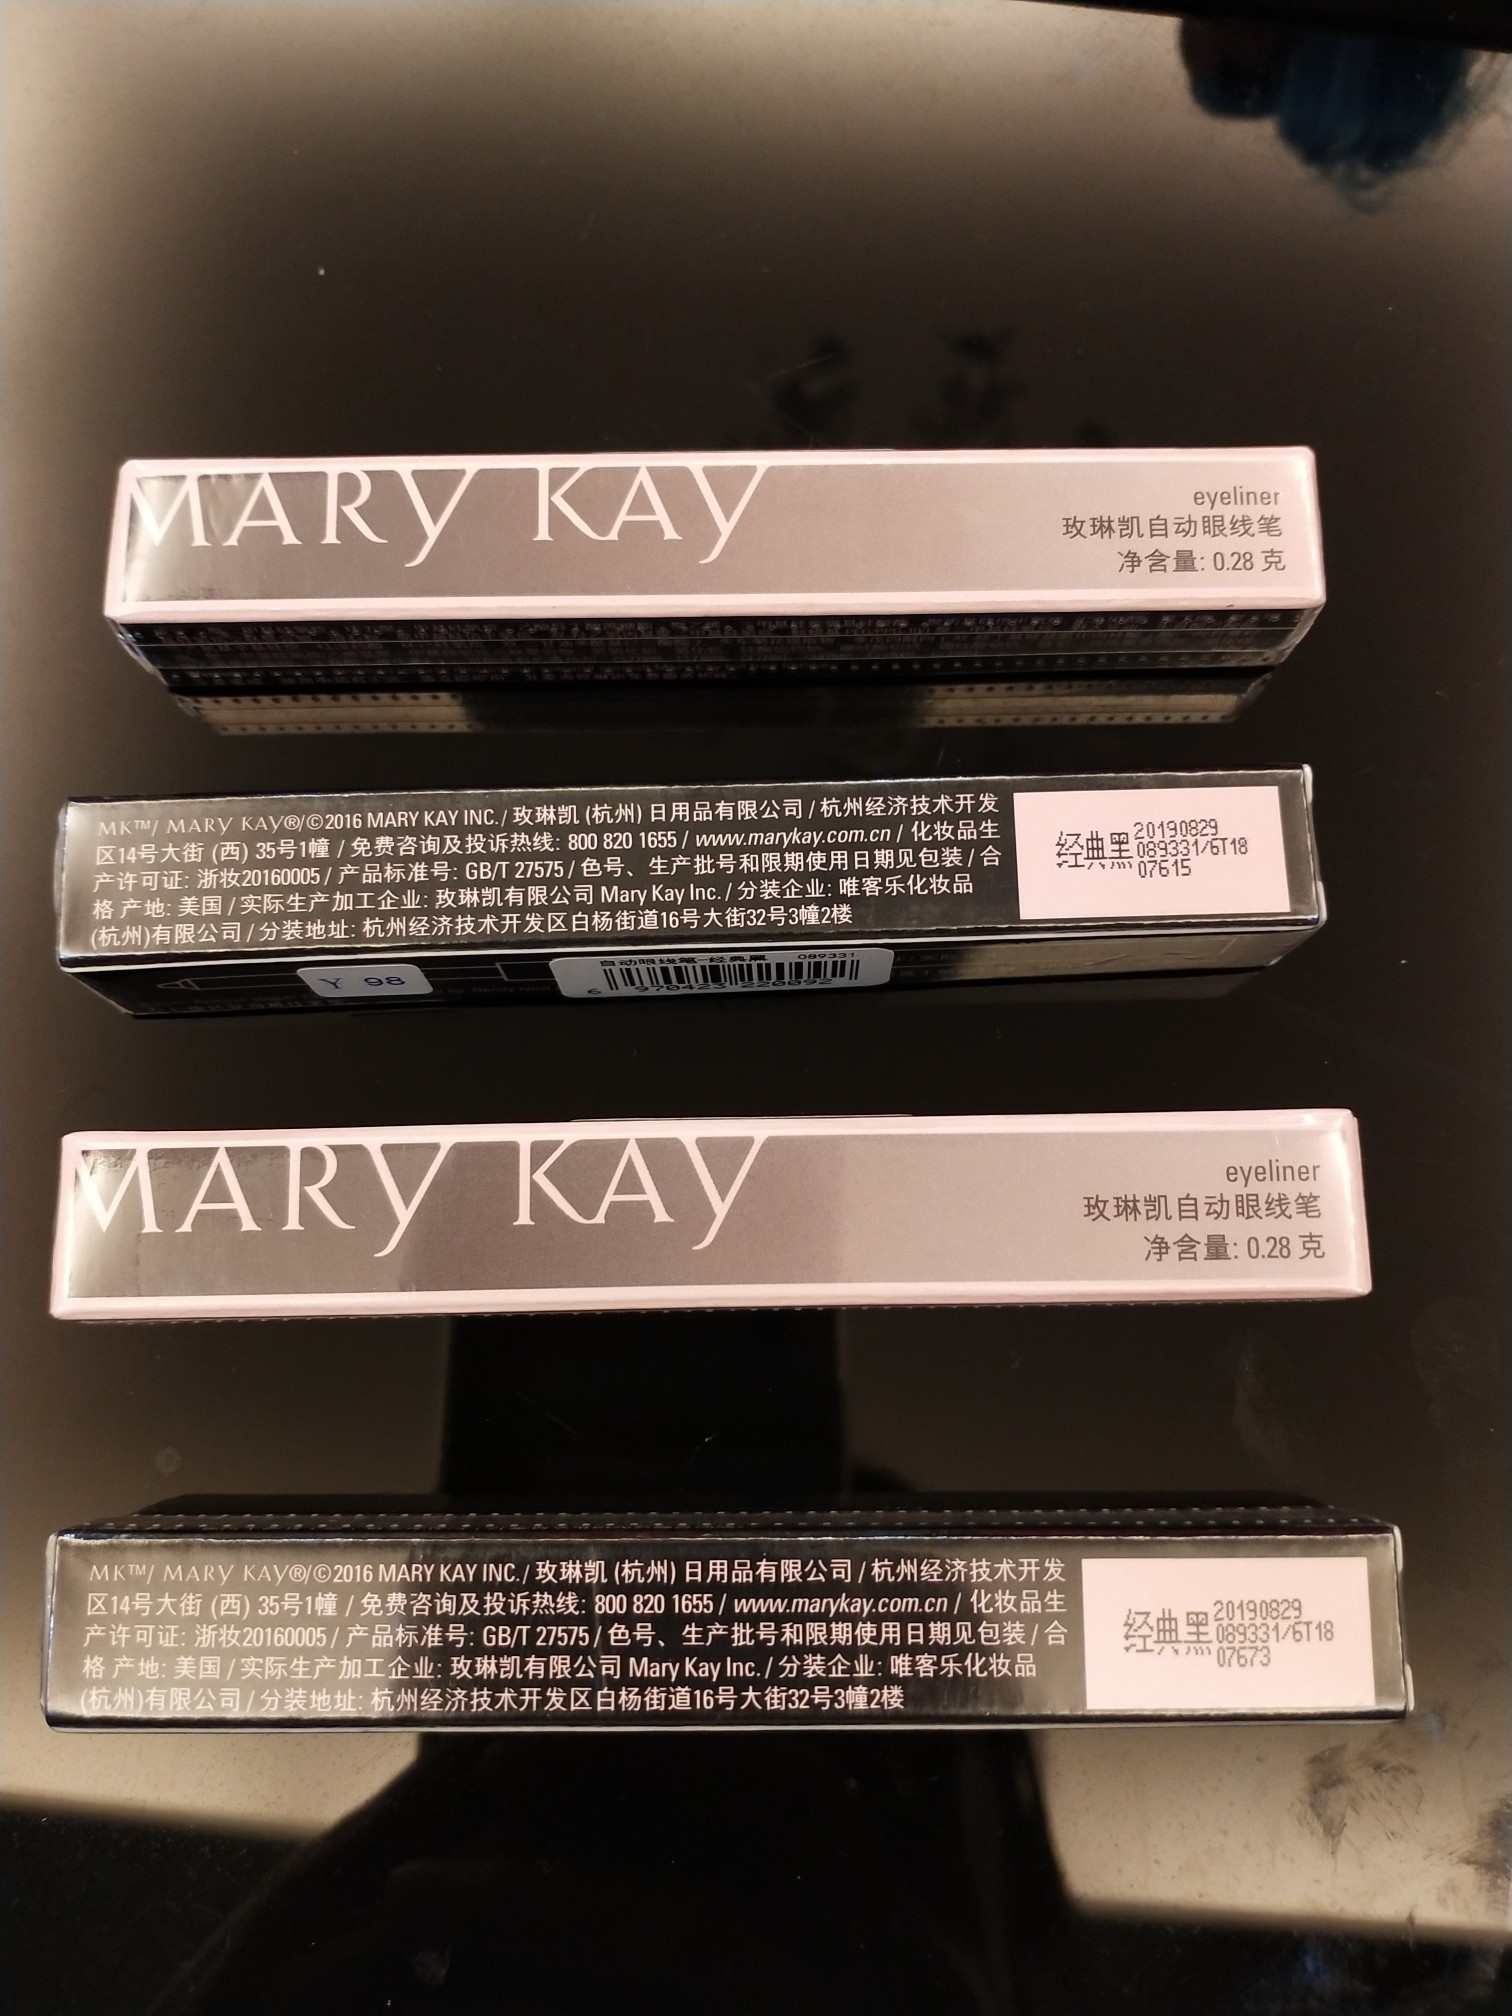 MARY KAY
eyeliner
玫琳凯自动眼线笔
净含量: 0.28 克
MK™/ MARY KAY®/©2016 MARY KAY INC./ 玫琳凯 (杭州) 日用品有限公司 / 杭州经济技术开发
区14号大街 (西) 35号1幢 / 免费咨询及投诉热线: 800 820 1655 / www.marykay.com.cn / 化妆品生
产许可证: 浙妆20160005 / 产品标准号: GB/T 27575 / 色号、生产批号和限期使用日期见包装 / 合
格 产地: 美国 / 实际生产加工企业: 玫琳凯有限公司 Mary Kay Inc. / 分装企业: 唯客乐化妆品
(杭州)有限公司 / 分装地址: 杭州经济技术开发区白杨街道16号大街32号3幢2楼
经典黑
20190829
089331/6T18
07615
Y 98
自动眼线笔-经典黑 089331
6 970423 220892
MARY KAY
eyeliner
玫琳凯自动眼线笔
净含量: 0.28 克
MK™/ MARY KAY®/©2016 MARY KAY INC./ 玫琳凯 (杭州) 日用品有限公司 / 杭州经济技术开发
区14号大街 (西) 35号1幢 / 免费咨询及投诉热线: 800 820 1655 / www.marykay.com.cn / 化妆品生
产许可证: 浙妆20160005 / 产品标准号: GB/T 27575 / 色号、生产批号和限期使用日期见包装 / 合
格 产地: 美国 / 实际生产加工企业: 玫琳凯有限公司 Mary Kay Inc. / 分装企业: 唯客乐化妆品
(杭州)有限公司 / 分装地址: 杭州经济技术开发区白杨街道16号大街32号3幢2楼
经典黑
20190829
089331/6T18
07673